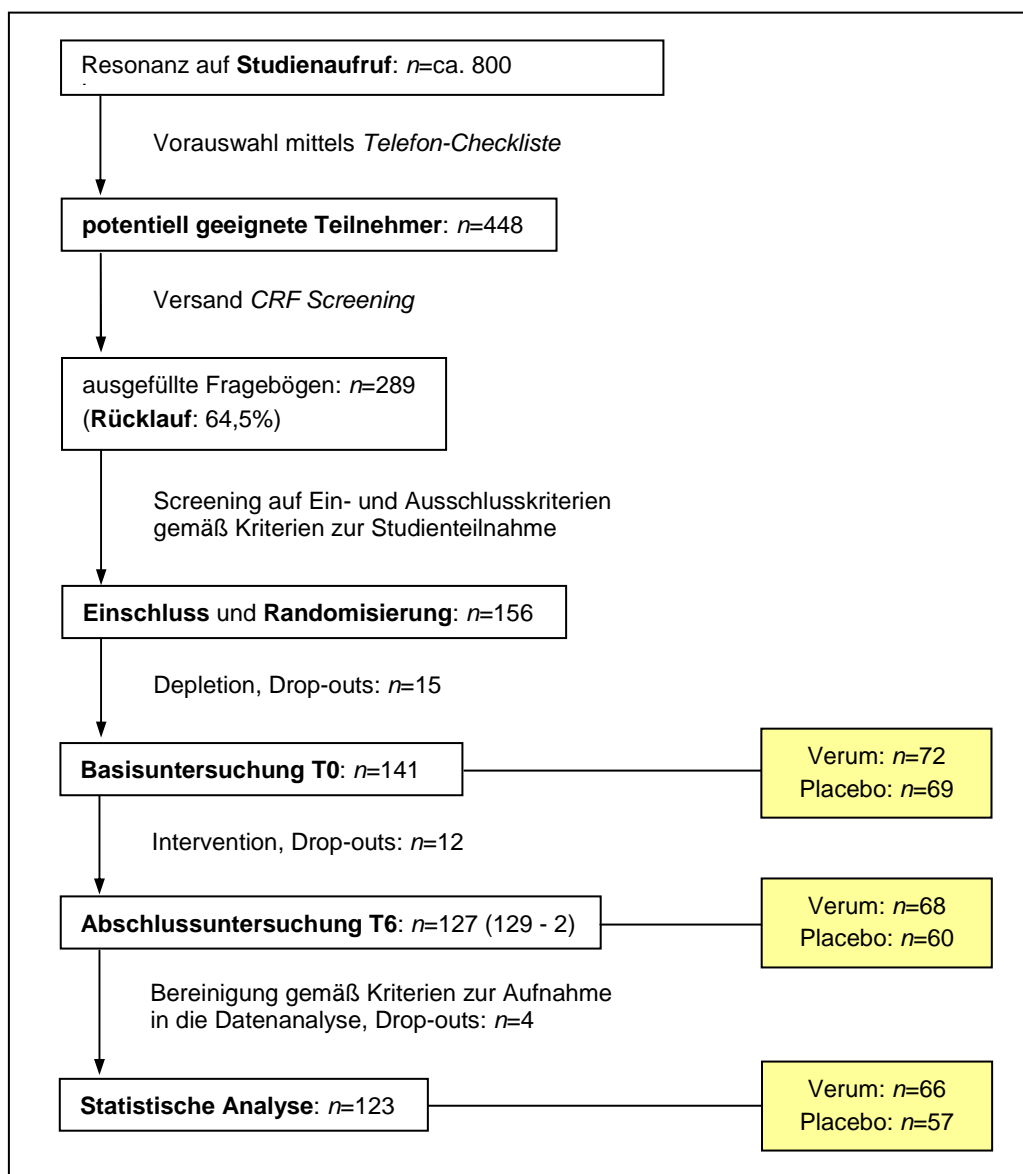 Resonanz auf Studienaufruf: n=ca. 800
Vorauswahl mittels Telefon-Checkliste
potentiell geeignete Teilnehmer: n=448
Versand CRF Screening
ausgefüllte Fragebögen: n=289
(Rücklauf: 64,5%)
Screening auf Ein- und Ausschlusskriterien
gemäß Kriterien zur Studienteilnahme
Einschluss und Randomisierung: n=156
Depletion, Drop-outs: n=15
Basisuntersuchung T0: n=141
Verum: n=72
Placebo: n=69
Intervention, Drop-outs: n=12
Abschlussuntersuchung T6: n=127 (129 - 2)
Verum: n=68
Placebo: n=60
Bereinigung gemäß Kriterien zur Aufnahme
in die Datenanalyse, Drop-outs: n=4
Statistische Analyse: n=123
Verum: n=66
Placebo: n=57